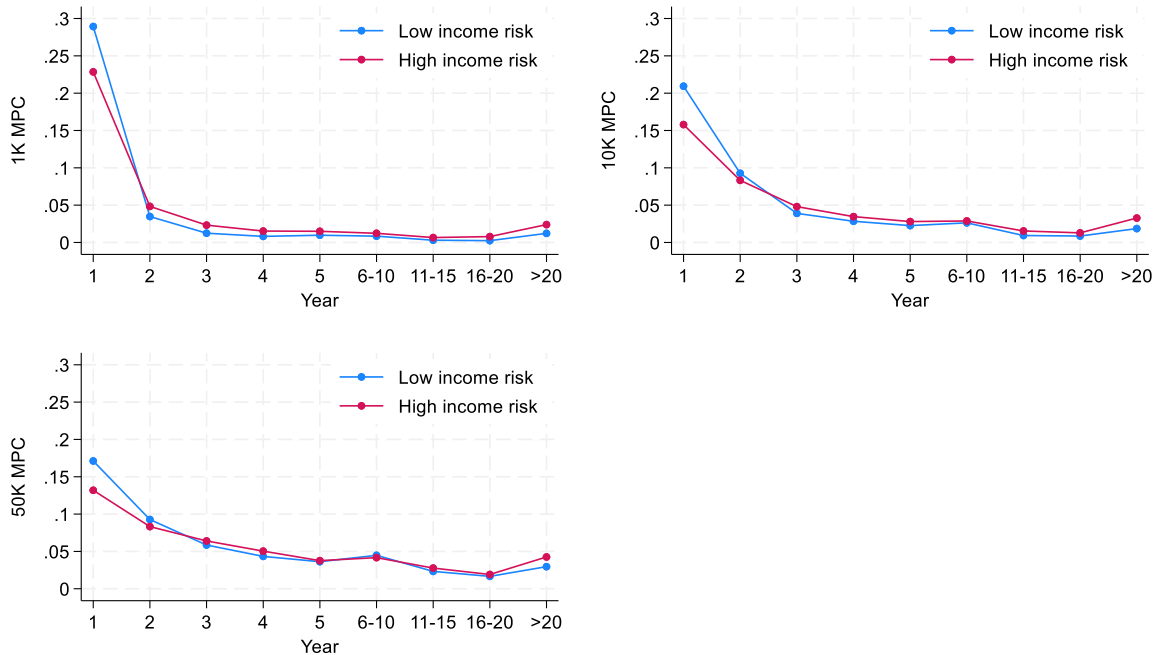 1K MPC
.3
.25
.2
.15
.1
.05
0
1 2 3 4 5 6-10 11-15 16-20 >20
Year
Low income risk
High income risk
10K MPC
.3
.25
.2
.15
.1
.05
0
1 2 3 4 5 6-10 11-15 16-20 >20
Year
Low income risk
High income risk
50K MPC
.3
.25
.2
.15
.1
.05
0
1 2 3 4 5 6-10 11-15 16-20 >20
Year
Low income risk
High income risk